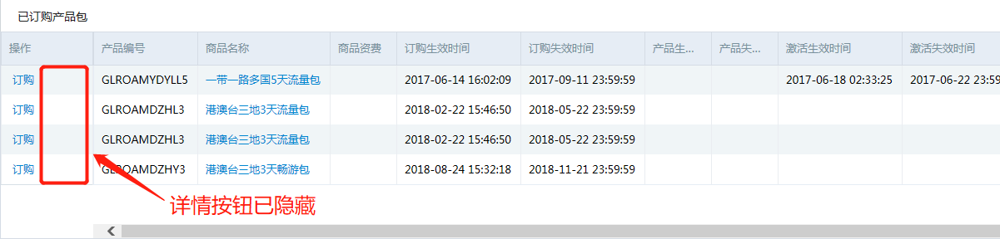 已订购产品包
操作 产品编号 商品名称 商品资费 订购生效时间 订购失效时间 产品生... 产品失... 激活生效时间 激活失效时间
订购 GLROAMYDYLL5 一带一路多国5天流量包 2017-06-14 16:02:09 2017-09-11 23:59:59 2017-06-18 02:33:25 2017-06-22 23:59
订购 GLROAMDZHL3 港澳台三地3天流量包 2018-02-22 15:46:50 2018-05-22 23:59:59
订购 GLROAMDZHL3 港澳台三地3天流量包 2018-02-22 15:46:50 2018-05-22 23:59:59
订购 GLROAMDZHY3 港澳台三地3天畅游包 2018-08-24 15:32:18 2018-11-21 23:59:59
详情按钮已隐藏